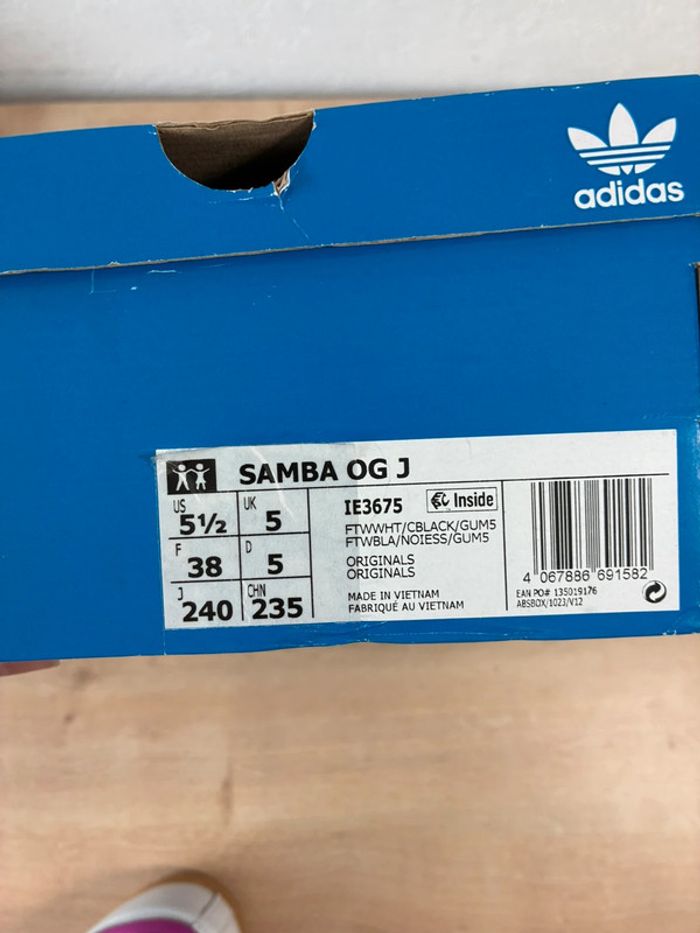 adidas
SAMBA OG J
US 5½ UK 5
F 38 D 5
J 240 CHN 235
IE3675 Inside
FTWWHT/CBLACK/GUM5
FTWBLA/NOIESS/GUM5
ORIGINALS
ORIGINALS
MADE IN VIETNAM
FABRIQUÉ AU VIETNAM
4 067886 691582
EAN PO# 135019176
ABSBOX/1023/V12